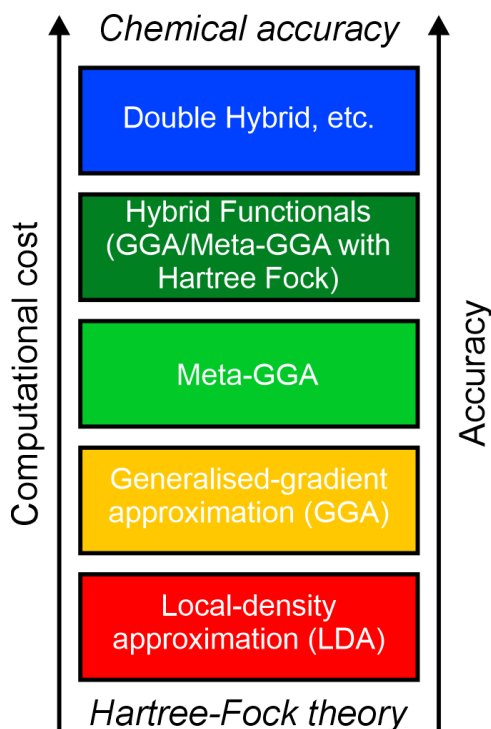 Chemical accuracy
Double Hybrid, etc.
Hybrid Functionals
(GGA/Meta-GGA with
Hartree Fock)
Meta-GGA
Generalised-gradient
approximation (GGA)
Local-density
approximation (LDA)
Hartree-Fock theory
Computational cost
Accuracy